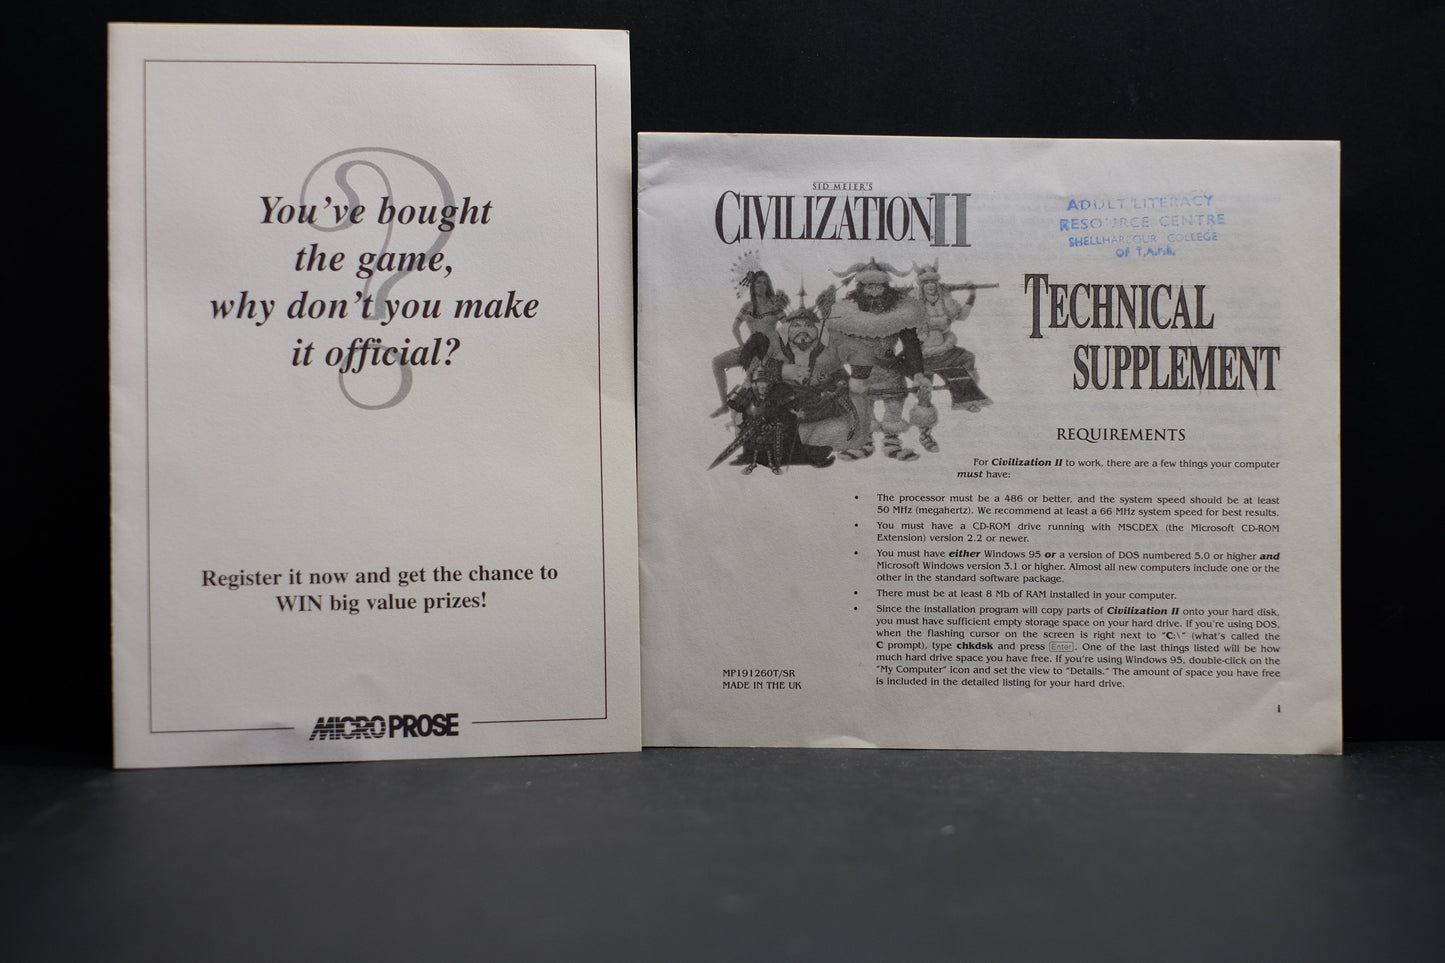 You've bought
the game,
why don't you make
it official?
Register it now and get the chance to
WIN big value prizes!
MICROPROSE
SID MEIER'S
CIVILIZATION II
ADULT LITERACY
RESOURCE CENTRE
SHELLHARBOUR COLLEGE
OF T.A.F.E.
TECHNICAL
SUPPLEMENT
REQUIREMENTS
For Civilization II to work, there are a few things your computer
must have:
• The processor must be a 486 or better, and the system speed should be at least
50 MHz (megahertz). We recommend at least a 66 MHz system speed for best results.
• You must have a CD-ROM drive running with MSCDEX (the Microsoft CD-ROM
Extension) version 2.2 or newer.
• You must have either Windows 95 or a version of DOS numbered 5.0 or higher and
Microsoft Windows version 3.1 or higher. Almost all new computers include one or the
other in the standard software package.
• There must be at least 8 Mb of RAM installed in your computer.
• Since the installation program will copy parts of Civilization II onto your hard disk,
you must have sufficient empty storage space on your hard drive. If you're using DOS,
when the flashing cursor on the screen is right next to "C:\" (what's called the
C prompt), type chkdsk and press Enter. One of the last things listed will be how
much hard drive space you have free. If you're using Windows 95, double-click on the
"My Computer" icon and set the view to "Details." The amount of space you have free
is included in the detailed listing for your hard drive.
MP191260T/SR
MADE IN THE UK
i